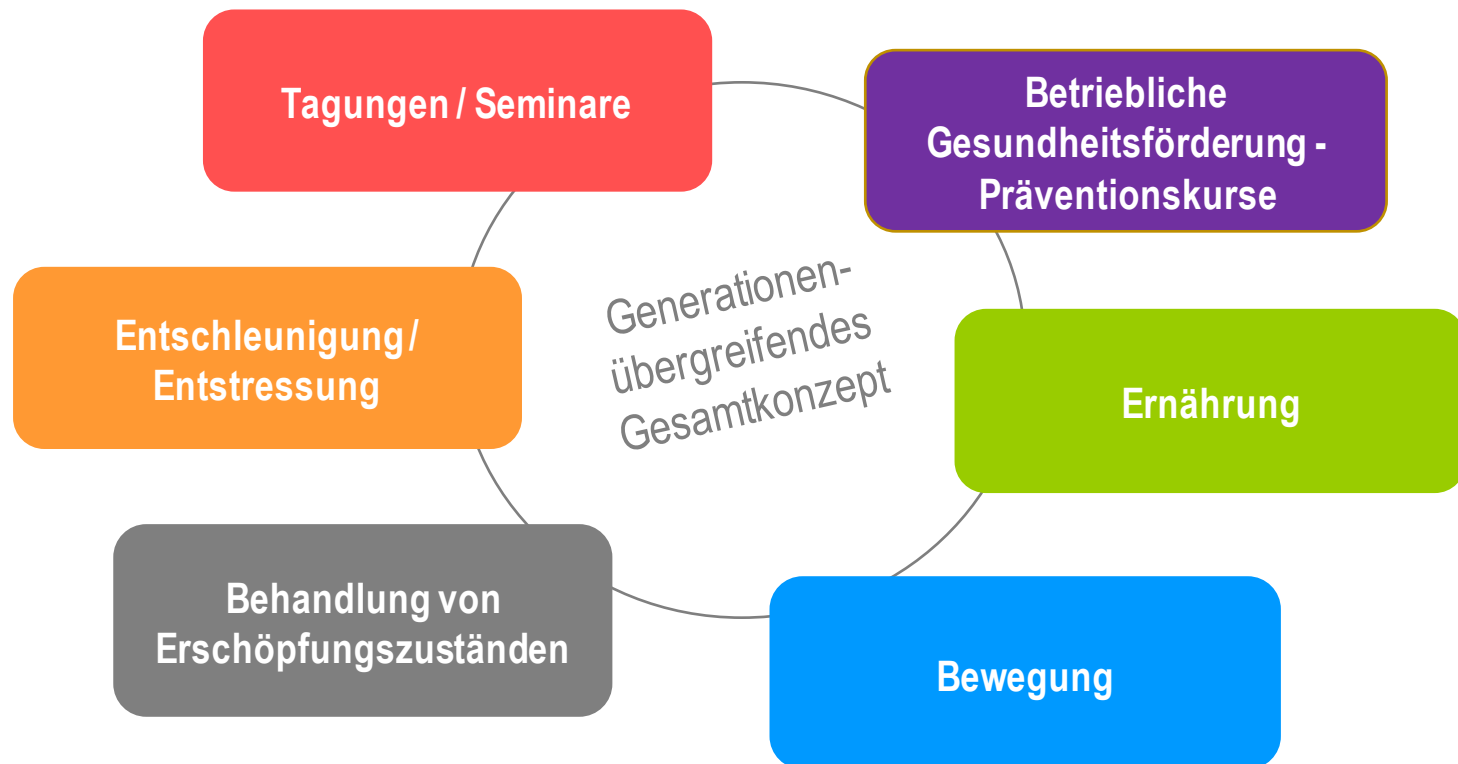 Tagungen / Seminare
Betriebliche
Gesundheitsförderung -
Präventionskurse
Generationen-
übergreifendes
Gesamtkonzept
Entschleunigung /
Entstressung
Ernährung
Behandlung von
Erschöpfungszuständen
Bewegung